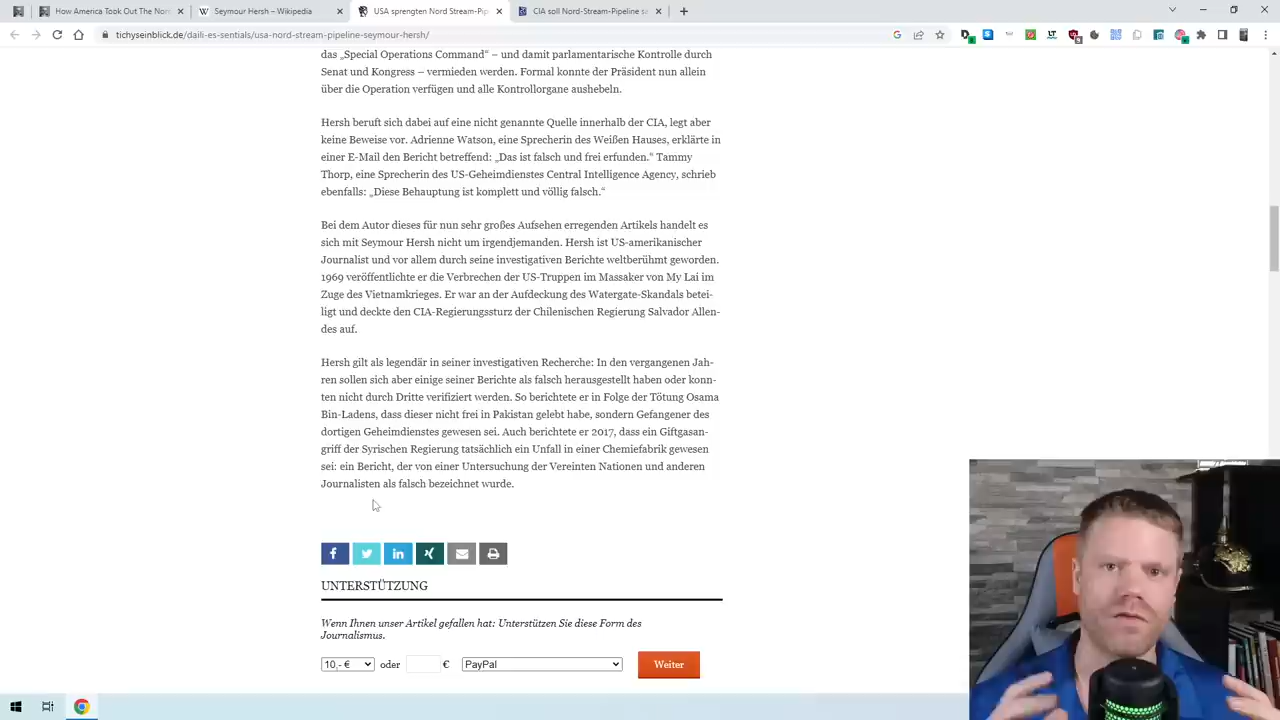 How America Took Out The Nor
Seymour Hersh – Wikipedia
USA sprengten Nord Stream-Pip
CIA soll Nord-Stream-Pipeline se
tichyseinblick.de/daili-es-sentials/usa-nord-stream-pipeline-seymour-hersh/
das „Special Operations Command“ – und damit parlamentarische Kontrolle durch
Senat und Kongress – vermieden werden. Formal konnte der Präsident nun allein
über die Operation verfügen und alle Kontrollorgane aushebeln.
Hersh beruft sich dabei auf eine nicht genannte Quelle innerhalb der CIA, legt aber
keine Beweise vor. Adrienne Watson, eine Sprecherin des Weißen Hauses, erklärte in
einer E-Mail den Bericht betreffend: „Das ist falsch und frei erfunden." Tammy
Thorp, eine Sprecherin des US-Geheimdienstes Central Intelligence Agency, schrieb
ebenfalls: „Diese Behauptung ist komplett und völlig falsch.“
Bei dem Autor dieses für nun sehr großes Aufsehen erregenden Artikels handelt es
sich mit Seymour Hersh nicht um irgendjemanden. Hersh ist US-amerikanischer
Journalist und vor allem durch seine investigativen Berichte weltberühmt geworden.
1969 veröffentlichte er die Verbrechen der US-Truppen im Massaker von My Lai im
Zuge des Vietnamkrieges. Er war an der Aufdeckung des Watergate-Skandals betei-
ligt und deckte den CIA-Regierungssturz der Chilenischen Regierung Salvador Allen-
des auf.
Hersh gilt als legendär in seiner investigativen Recherche: In den vergangenen Jah-
ren sollen sich aber einige seiner Berichte als falsch herausgestellt haben oder konn-
ten nicht durch Dritte verifiziert werden. So berichtete er in Folge der Tötung Osama
Bin-Ladens, dass dieser nicht frei in Pakistan gelebt habe, sondern Gefangener des
dortigen Geheimdienstes gewesen sei. Auch berichtete er 2017, dass ein Giftgasan-
griff der Syrischen Regierung tatsächlich ein Unfall in einer Chemiefabrik gewesen
sei: ein Bericht, der von einer Untersuchung der Vereinten Nationen und anderen
Journalisten als falsch bezeichnet wurde.
UNTERSTÜTZUNG
Wenn Ihnen unser Artikel gefallen hat: Unterstützen Sie diese Form des
Journalismus.
10,- € oder € PayPal Weiter